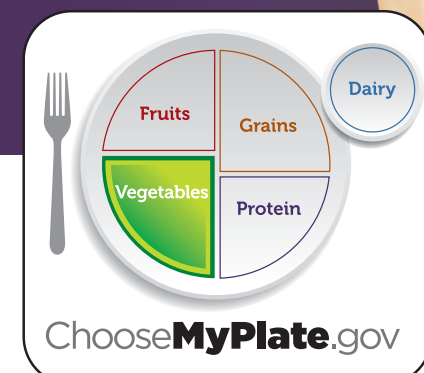 Dairy
Fruits
Grains
Vegetables
Protein
ChooseMyPlate.gov